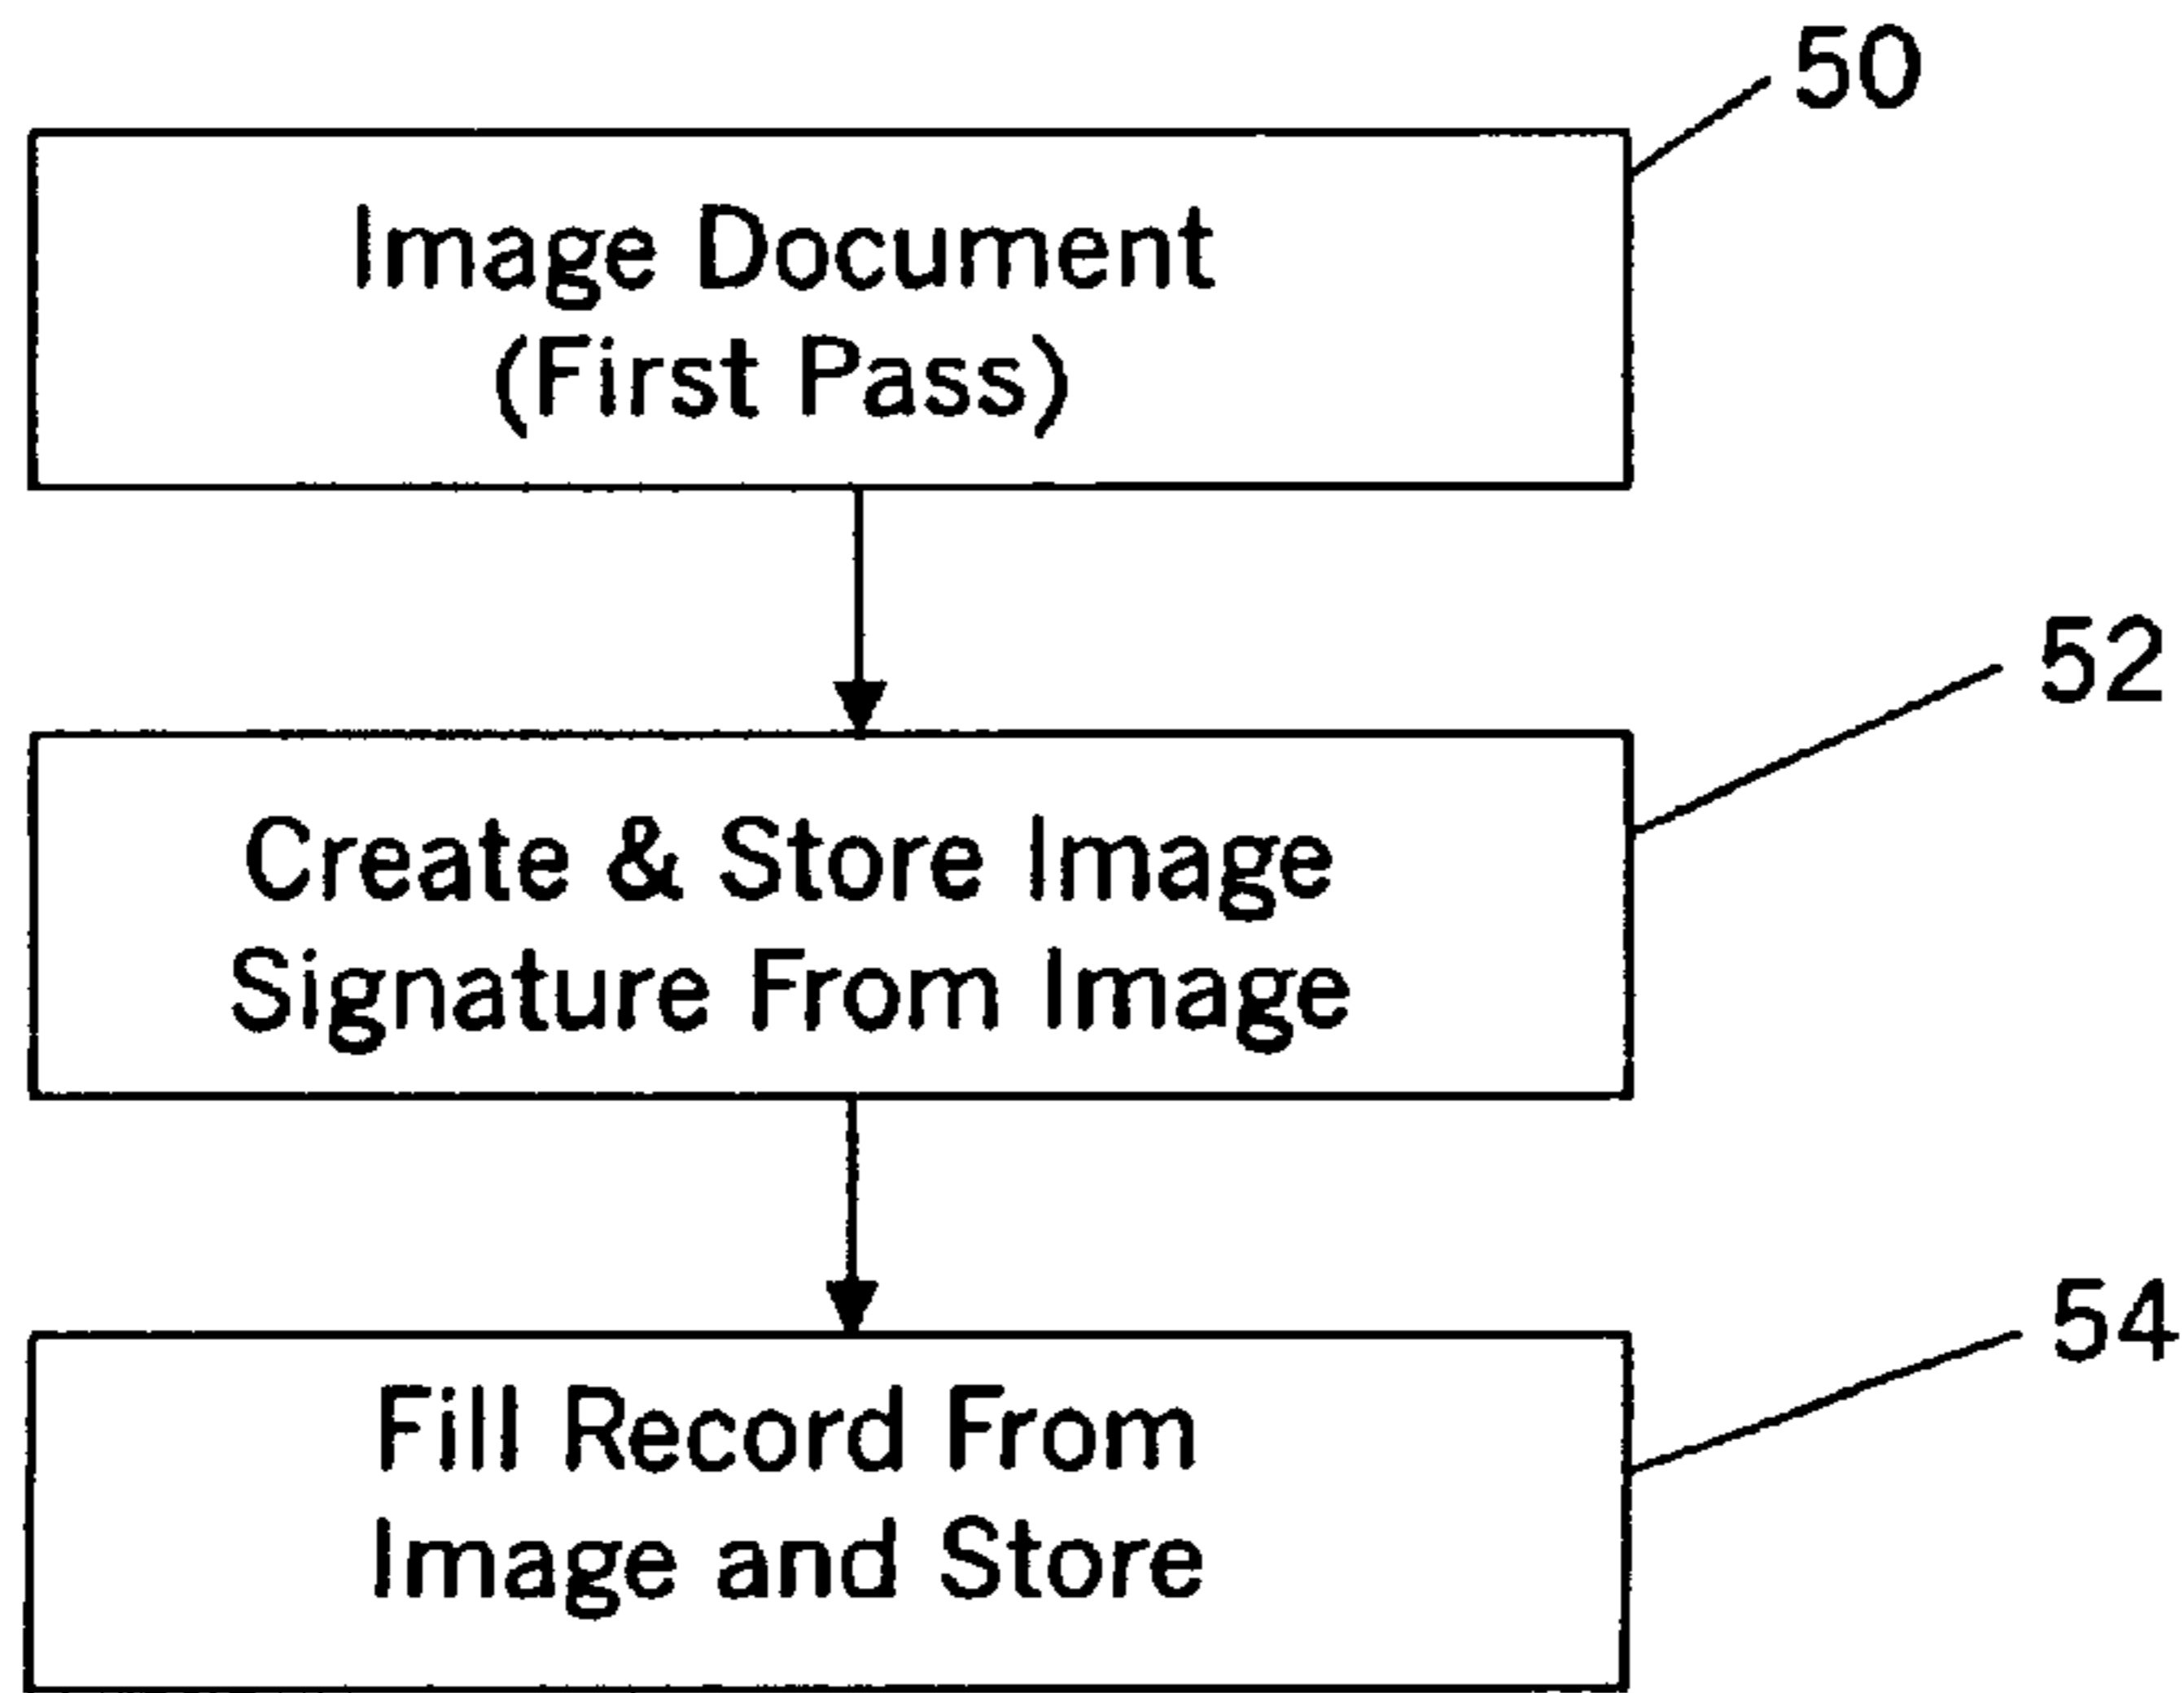 50
Image Document
(First Pass)
52
Create & Store Image
Signature From Image
54
Fill Record From
Image and Store